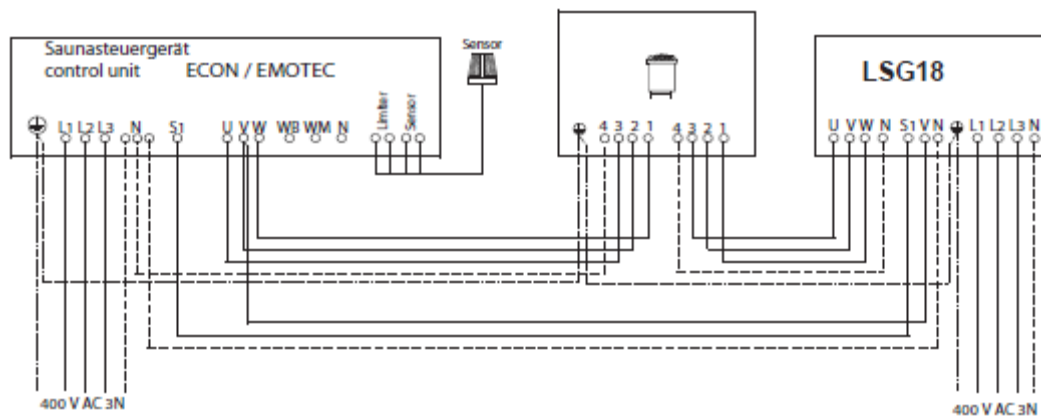 Saunasteuergerät
control unit ECON / EMOTEC
Sensor
LSG18
L1 L2 L3 N S1 U V W WB WM N Limiter Sensor
4 3 2 1 4 3 2 1
U V W N S1 V N L1 L2 L3 N
400 V AC 3N
400 V AC 3N